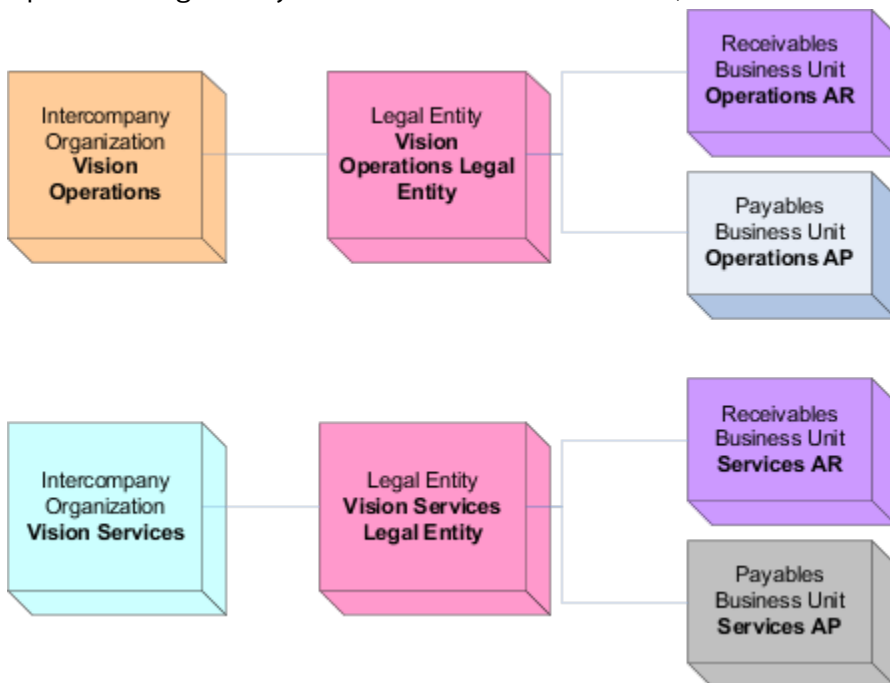 Intercompany
Organization
Vision
Operations
Legal Entity
Vision
Operations Legal
Entity
Receivables
Business Unit
Operations AR
Payables
Business Unit
Operations AP
Intercompany
Organization
Vision Services
Legal Entity
Vision Services
Legal Entity
Receivables
Business Unit
Services AR
Payables
Business Unit
Services AP